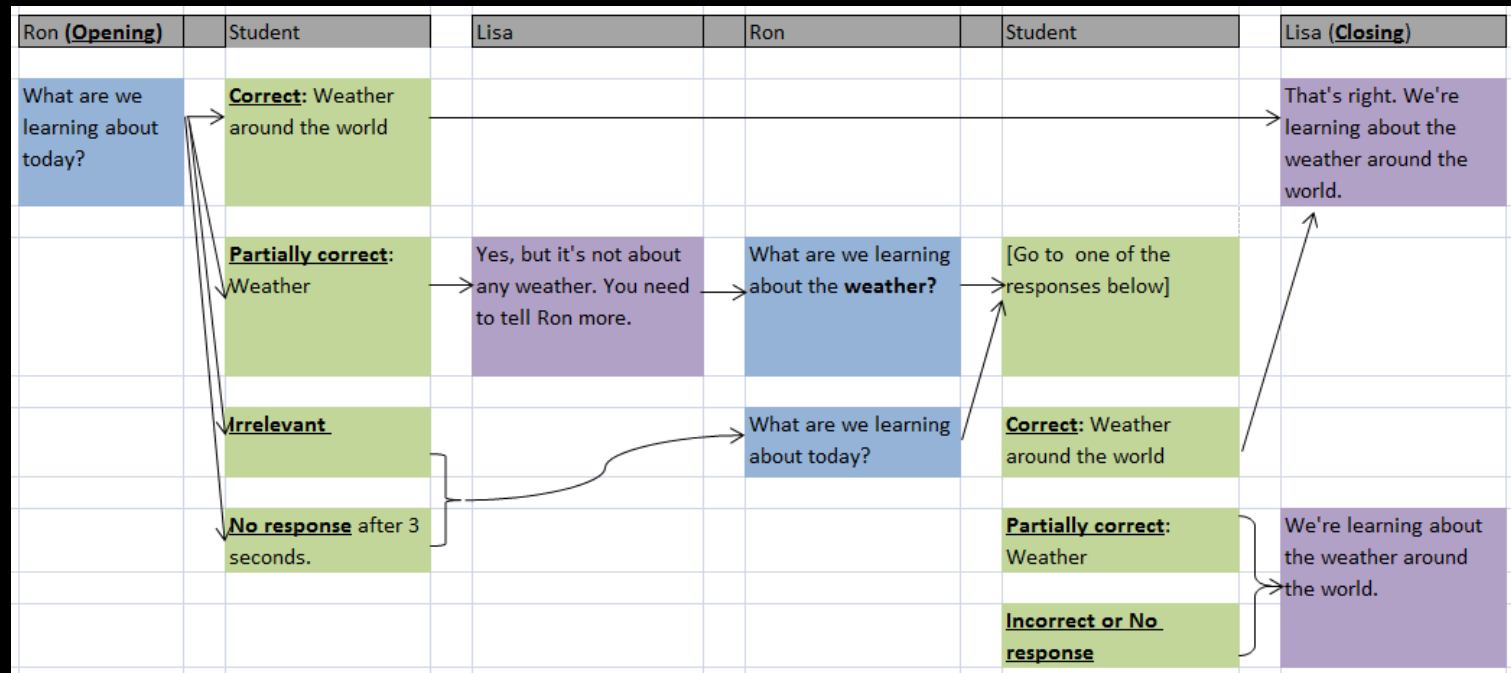 Ron (Opening)
Student
Lisa
Ron
Student
Lisa (Closing)
What are we
learning about
today?
Correct: Weather
around the world
That's right. We're
learning about the
weather around the
world.
Partially correct:
Weather
Yes, but it's not about
any weather. You need
to tell Ron more.
What are we learning
about the weather?
[Go to  one of the
responses below]
Irrelevant
What are we learning
about today?
Correct: Weather
around the world
No response after 3
seconds.
Partially correct:
Weather
We're learning about
the weather around
the world.
Incorrect or No
response